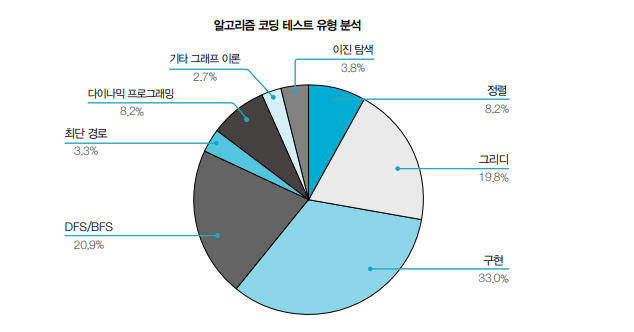 알고리즘 코딩 테스트 유형 분석
이진 탐색
3.8%
기타 그래프 이론
2.7%
정렬
8.2%
다이나믹 프로그래밍
8.2%
최단 경로
3.3%
그리디
19.8%
DFS/BFS
20.9%
구현
33.0%